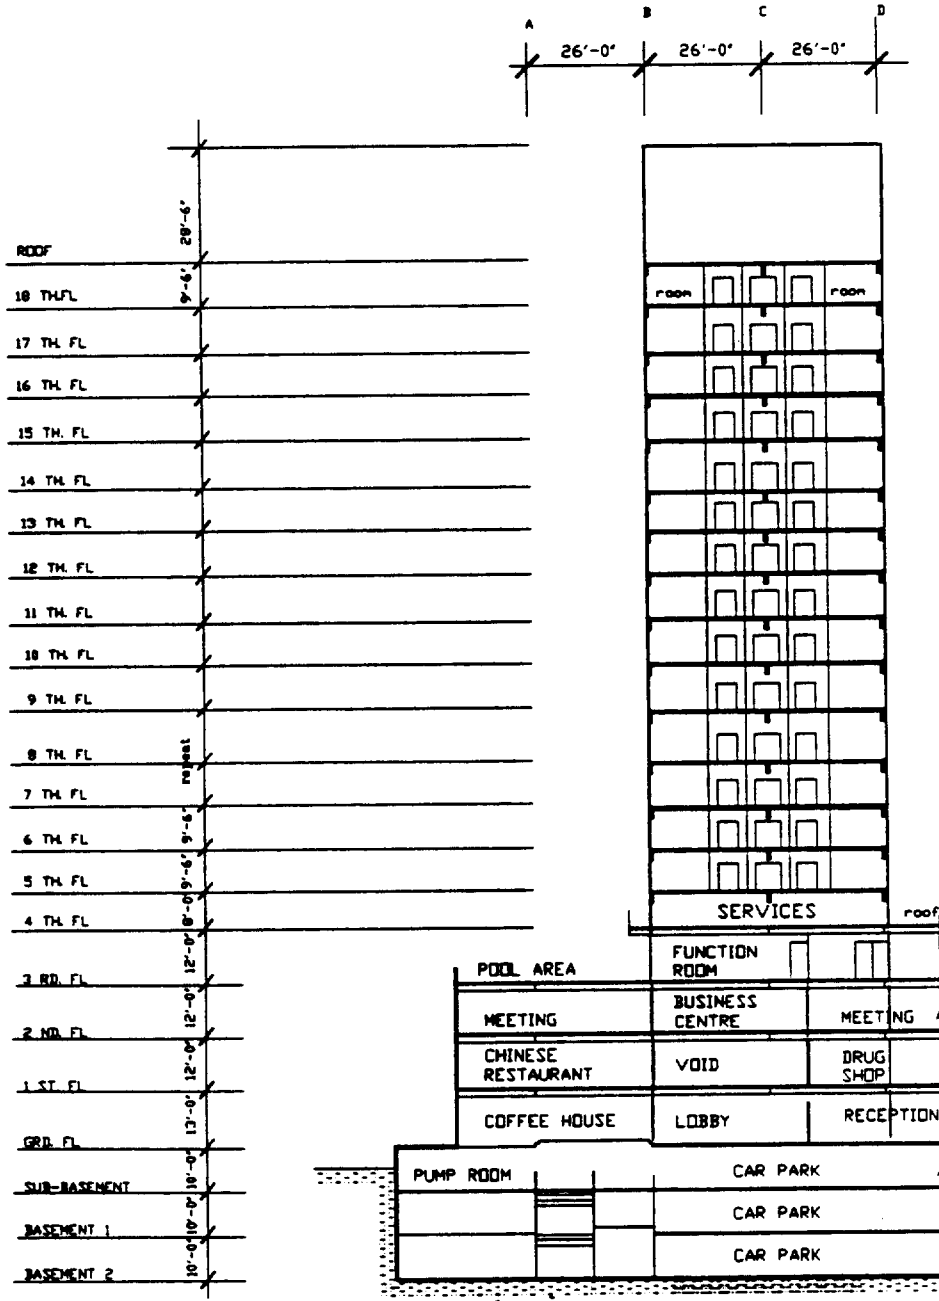 A B C D
26'-0" 26'-0" 26'-0"
28'-6"
ROOF
9'-6"
18 TH.FL
room room
17 TH. FL
16 TH. FL
15 TH. FL
14 TH. FL
13 TH. FL
12 TH. FL
11 TH. FL
10 TH. FL
9 TH. FL
repeat
8 TH. FL
7 TH. FL
9'-6"
6 TH. FL
9'-6"
5 TH. FL
8'-0"
SERVICES roof
4 TH. FL
12'-0"
FUNCTION
ROOM
POOL AREA
3 RD. FL
12'-0"
BUSINESS
MEETING CENTRE MEETING
2 ND. FL
12'-0"
CHINESE DRUG
RESTAURANT VOID SHOP
1 ST. FL
13'-0"
COFFEE HOUSE LOBBY RECEPTION
GRD. FL
10'-0"
PUMP ROOM CAR PARK
SUB-BASEMENT
10'-0"
CAR PARK
BASEMENT 1
10'-0"
CAR PARK
BASEMENT 2